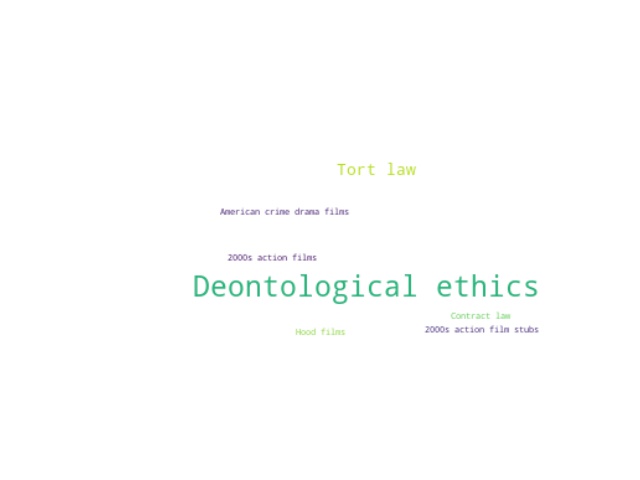 Tort law
American crime drama films
2000s action films
Deontological ethics
Contract law
2000s action film stubs
Hood films